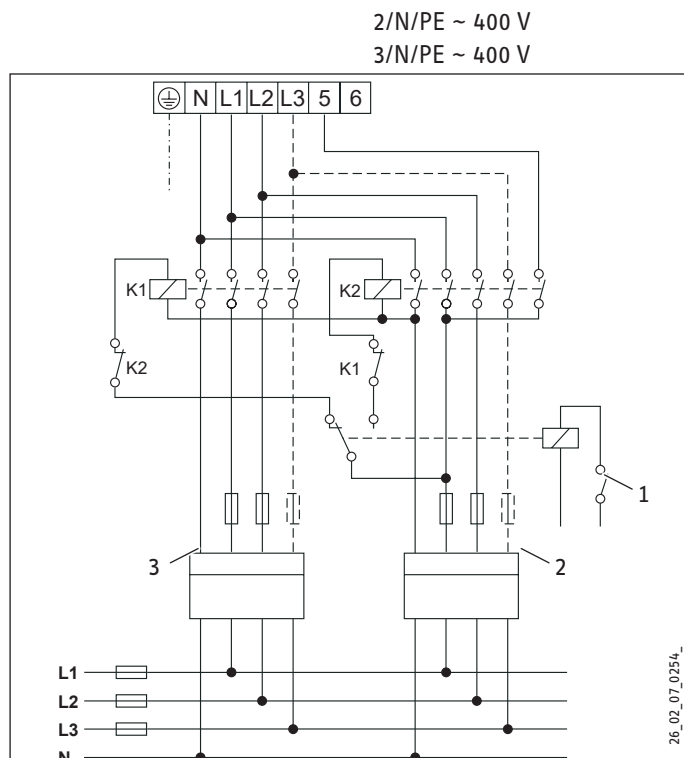 2/N/PE ~ 400 V
3/N/PE ~ 400 V
N L1 L2 L3 5 6
K1 K2
K2 K1
1
3 2
L1
L2
L3
N
26_02_07_0254_